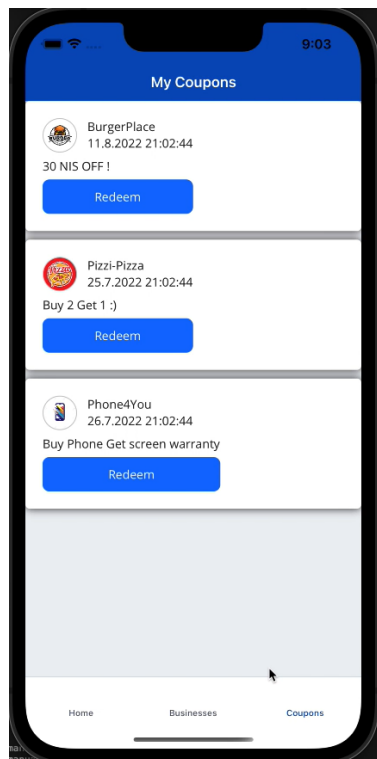 9:03
My Coupons
BurgerPlace
11.8.2022 21:02:44
30 NIS OFF !
Redeem
Pizzi-Pizza
25.7.2022 21:02:44
Buy 2 Get 1 :)
Redeem
Phone4You
26.7.2022 21:02:44
Buy Phone Get screen warranty
Redeem
Home Businesses Coupons